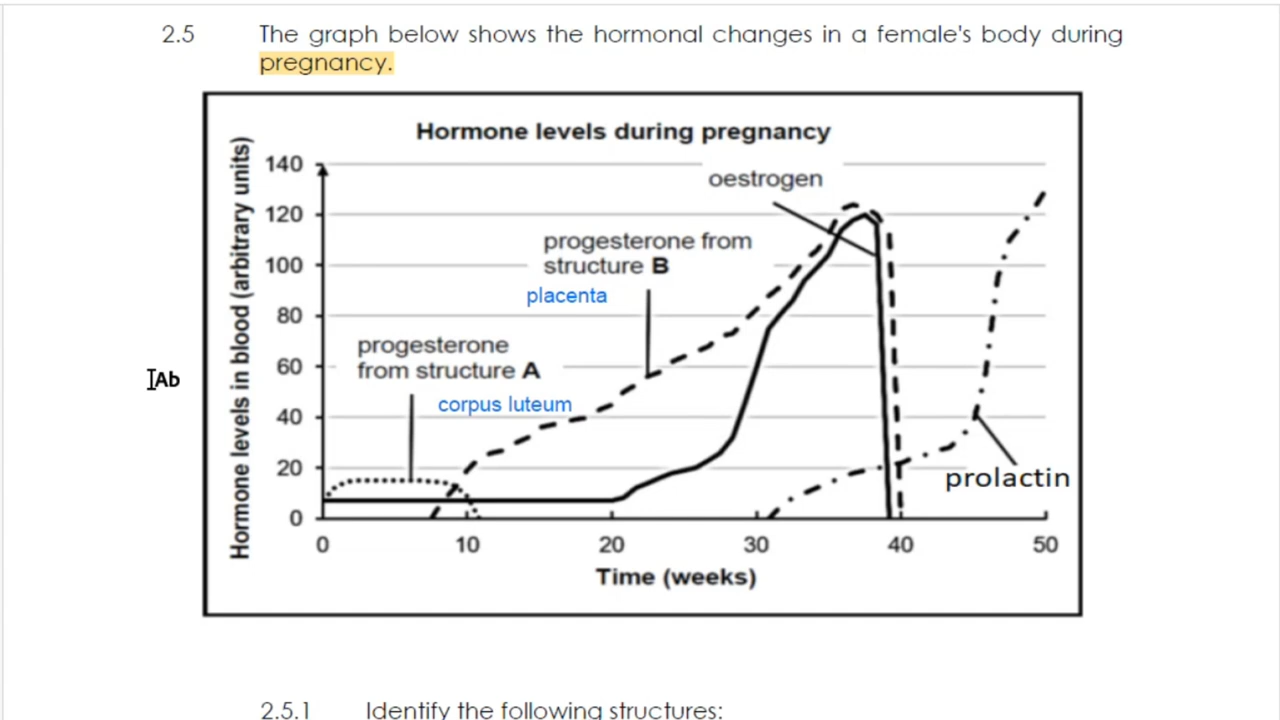 2.5 The graph below shows the hormonal changes in a female's body during
pregnancy.
Hormone levels during pregnancy
Hormone levels in blood (arbitrary units)
140
120
100
80
60
40
20
0
oestrogen
progesterone from
structure B
placenta
progesterone
from structure A
corpus luteum
Ab
prolactin
0 10 20 30 40 50
Time (weeks)
2.5.1 Identify the following structures: